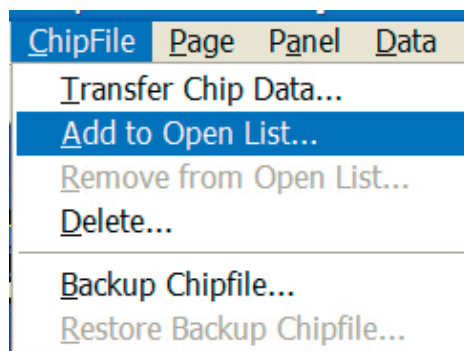 ChipFile Page Panel Data
Transfer Chip Data...
Add to Open List...
Remove from Open List...
Delete...
Backup Chipfile...
Restore Backup Chipfile...